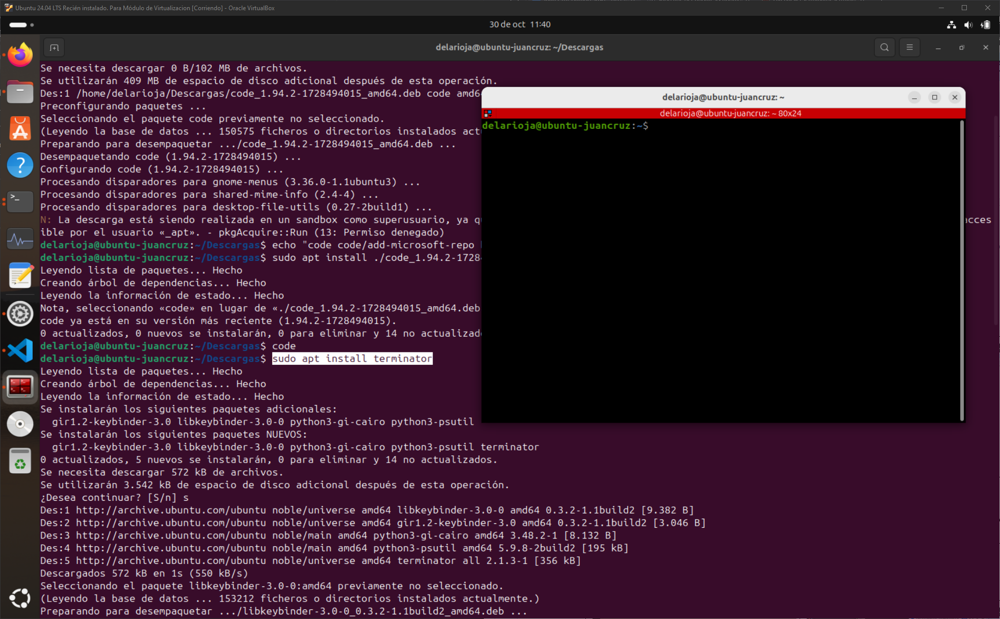 Ubuntu 24.04 LTS Recién instalado. Para Módulo de Virtualizacion [Corriendo] - Oracle VirtualBox
30 de oct 11:40
delarioja@ubuntu-juancruz: ~/Descargas
Se necesita descargar 0 B/102 MB de archivos.
Se utilizarán 409 MB de espacio de disco adicional después de esta operación.
Des:1 /home/delarioja/Descargas/code_1.94.2-1728494015_amd64.deb code amd6
Preconfigurando paquetes ...
Seleccionando el paquete code previamente no seleccionado.
(Leyendo la base de datos ... 150575 ficheros o directorios instalados act
Preparando para desempaquetar .../code_1.94.2-1728494015_amd64.deb ...
Desempaquetando code (1.94.2-1728494015) ...
Configurando code (1.94.2-1728494015) ...
Procesando disparadores para gnome-menus (3.36.0-1.1ubuntu3) ...
Procesando disparadores para shared-mime-info (2.4-4) ...
Procesando disparadores para desktop-file-utils (0.27-2build1) ...
N: La descarga está siendo realizada en un sandbox como superusuario, ya q acces
ible por el usuario «_apt». - pkgAcquire::Run (13: Permiso denegado)
delarioja@ubuntu-juancruz:~/Descargas$ echo "code code/add-microsoft-repo
delarioja@ubuntu-juancruz:~/Descargas$ sudo apt install ./code_1.94.2-1728
Leyendo lista de paquetes... Hecho
Creando árbol de dependencias... Hecho
Leyendo la información de estado... Hecho
Nota, seleccionando «code» en lugar de «./code_1.94.2-1728494015_amd64.deb
code ya está en su versión más reciente (1.94.2-1728494015).
0 actualizados, 0 nuevos se instalarán, 0 para eliminar y 14 no actualizad
delarioja@ubuntu-juancruz:~/Descargas$ code
delarioja@ubuntu-juancruz:~/Descargas$ sudo apt install terminator
Leyendo lista de paquetes... Hecho
Creando árbol de dependencias... Hecho
Leyendo la información de estado... Hecho
Se instalarán los siguientes paquetes adicionales:
gir1.2-keybinder-3.0 libkeybinder-3.0-0 python3-gi-cairo python3-psutil
Se instalarán los siguientes paquetes NUEVOS:
gir1.2-keybinder-3.0 libkeybinder-3.0-0 python3-gi-cairo python3-psutil terminator
0 actualizados, 5 nuevos se instalarán, 0 para eliminar y 14 no actualizados.
Se necesita descargar 572 kB de archivos.
Se utilizarán 3.542 kB de espacio de disco adicional después de esta operación.
¿Desea continuar? [S/n] s
Des:1 http://archive.ubuntu.com/ubuntu noble/universe amd64 libkeybinder-3.0-0 amd64 0.3.2-1.1build2 [9.382 B]
Des:2 http://archive.ubuntu.com/ubuntu noble/universe amd64 gir1.2-keybinder-3.0 amd64 0.3.2-1.1build2 [3.046 B]
Des:3 http://archive.ubuntu.com/ubuntu noble/main amd64 python3-gi-cairo amd64 3.48.2-1 [8.132 B]
Des:4 http://archive.ubuntu.com/ubuntu noble/main amd64 python3-psutil amd64 5.9.8-2build2 [195 kB]
Des:5 http://archive.ubuntu.com/ubuntu noble/universe amd64 terminator all 2.1.3-1 [356 kB]
Descargados 572 kB en 1s (550 kB/s)
Seleccionando el paquete libkeybinder-3.0-0:amd64 previamente no seleccionado.
(Leyendo la base de datos ... 153212 ficheros o directorios instalados actualmente.)
Preparando para desempaquetar .../libkeybinder-3.0-0_0.3.2-1.1build2_amd64.deb ...
delarioja@ubuntu-juancruz: ~
delarioja@ubuntu-juancruz: ~ 80x24
delarioja@ubuntu-juancruz:~$